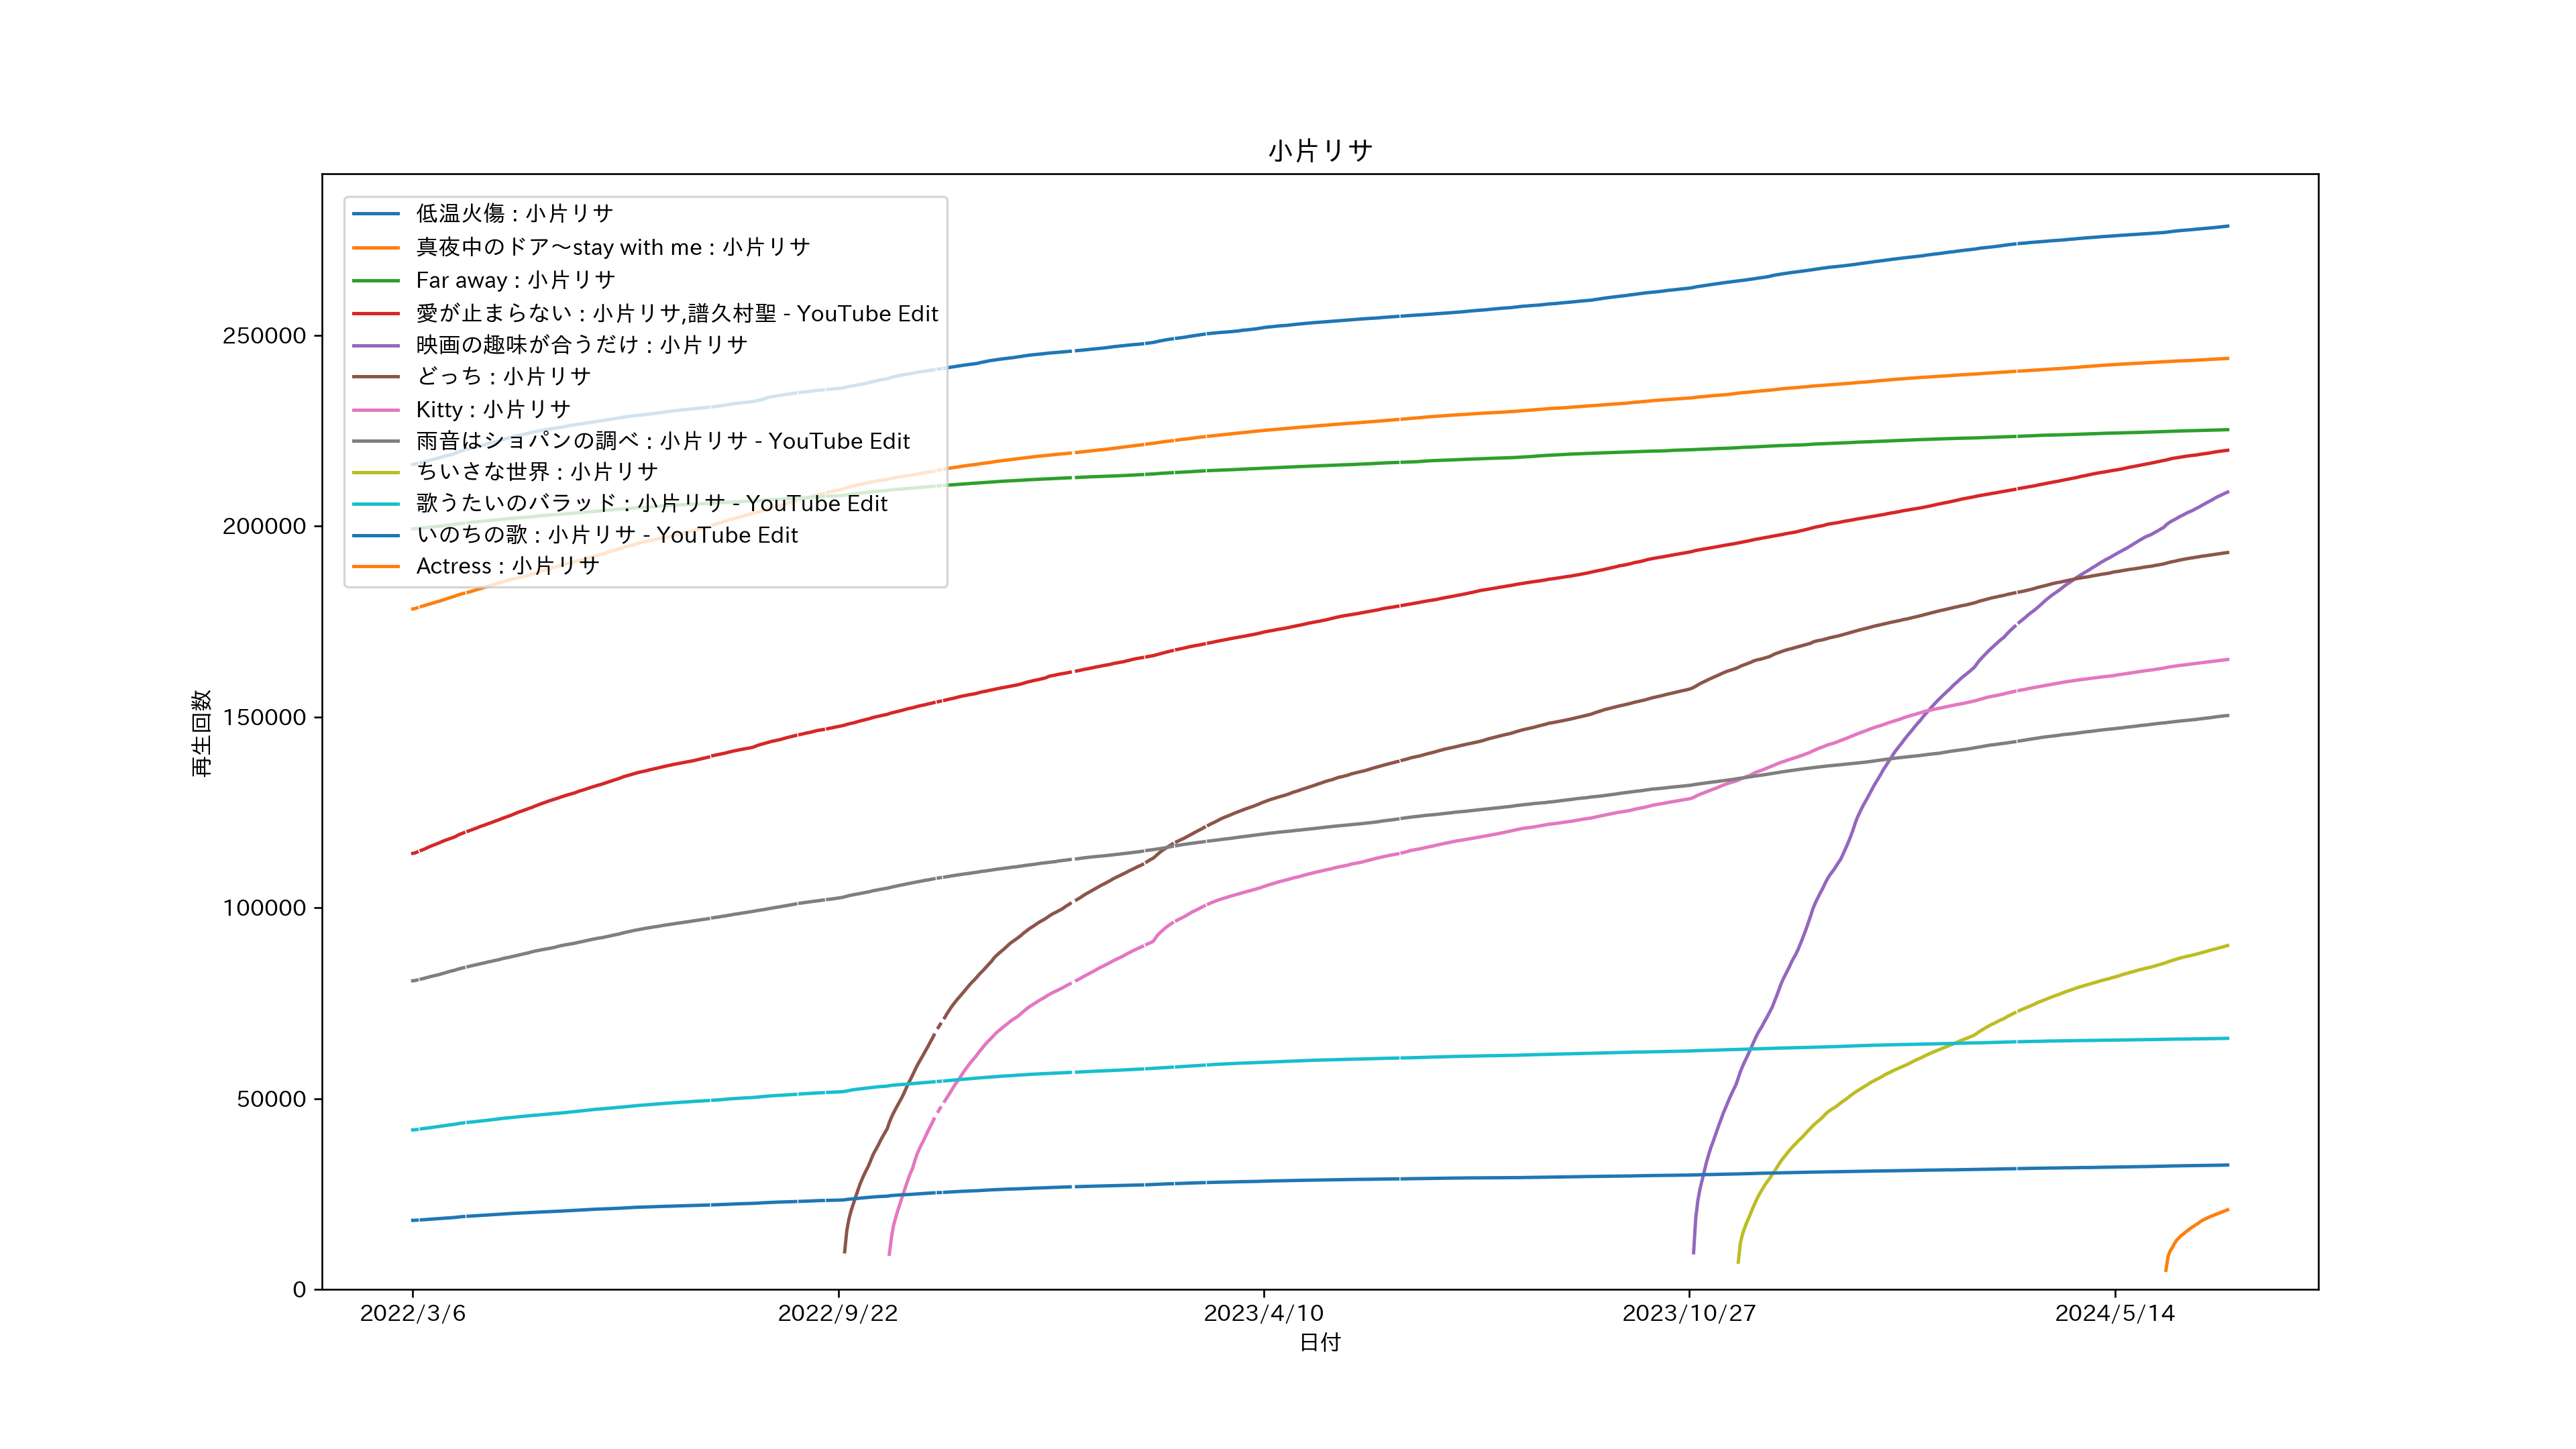 小片リサ
低温火傷 : 小片リサ
真夜中のドア～stay with me : 小片リサ
Far away : 小片リサ
愛が止まらない : 小片リサ,譜久村聖 - YouTube Edit
映画の趣味が合うだけ : 小片リサ
どっち : 小片リサ
Kitty : 小片リサ
雨音はショパンの調べ : 小片リサ - YouTube Edit
ちいさな世界 : 小片リサ
歌うたいのバラッド : 小片リサ - YouTube Edit
いのちの歌 : 小片リサ - YouTube Edit
Actress : 小片リサ
250000
200000
150000
100000
50000
0
再生回数
2022/3/6 2022/9/22 2023/4/10 2023/10/27 2024/5/14
日付